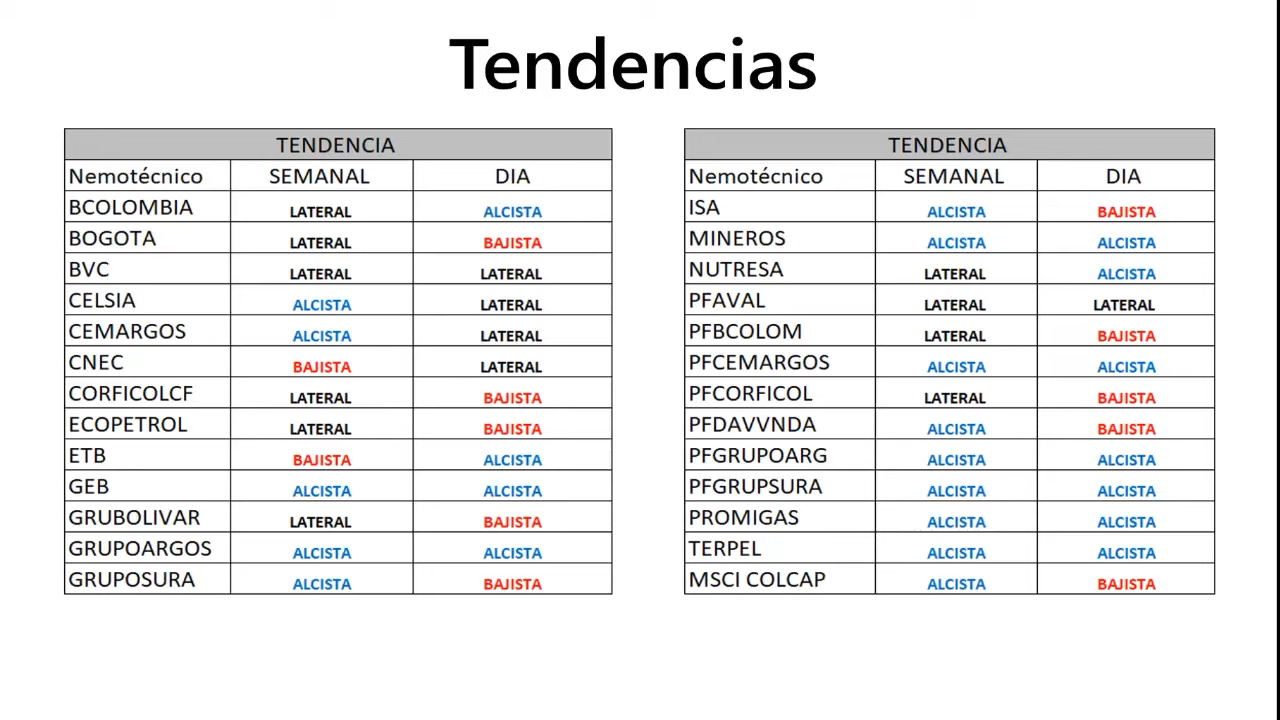 Tendencias
TENDENCIA
Nemotécnico SEMANAL DIA
BCOLOMBIA LATERAL ALCISTA
BOGOTA LATERAL BAJISTA
BVC LATERAL LATERAL
CELSIA ALCISTA LATERAL
CEMARGOS ALCISTA LATERAL
CNEC BAJISTA LATERAL
CORFICOLCF LATERAL BAJISTA
ECOPETROL LATERAL BAJISTA
ETB BAJISTA ALCISTA
GEB ALCISTA ALCISTA
GRUBOLIVAR LATERAL BAJISTA
GRUPOARGOS ALCISTA ALCISTA
GRUPOSURA ALCISTA BAJISTA
TENDENCIA
Nemotécnico SEMANAL DIA
ISA ALCISTA BAJISTA
MINEROS ALCISTA ALCISTA
NUTRESA LATERAL ALCISTA
PFAVAL LATERAL LATERAL
PFBCOLOM LATERAL BAJISTA
PFCEMARGOS ALCISTA ALCISTA
PFCORFICOL LATERAL BAJISTA
PFDAVVNDA ALCISTA BAJISTA
PFGRUPOARG ALCISTA ALCISTA
PFGRUPSURA ALCISTA ALCISTA
PROMIGAS ALCISTA ALCISTA
TERPEL ALCISTA ALCISTA
MSCI COLCAP ALCISTA BAJISTA